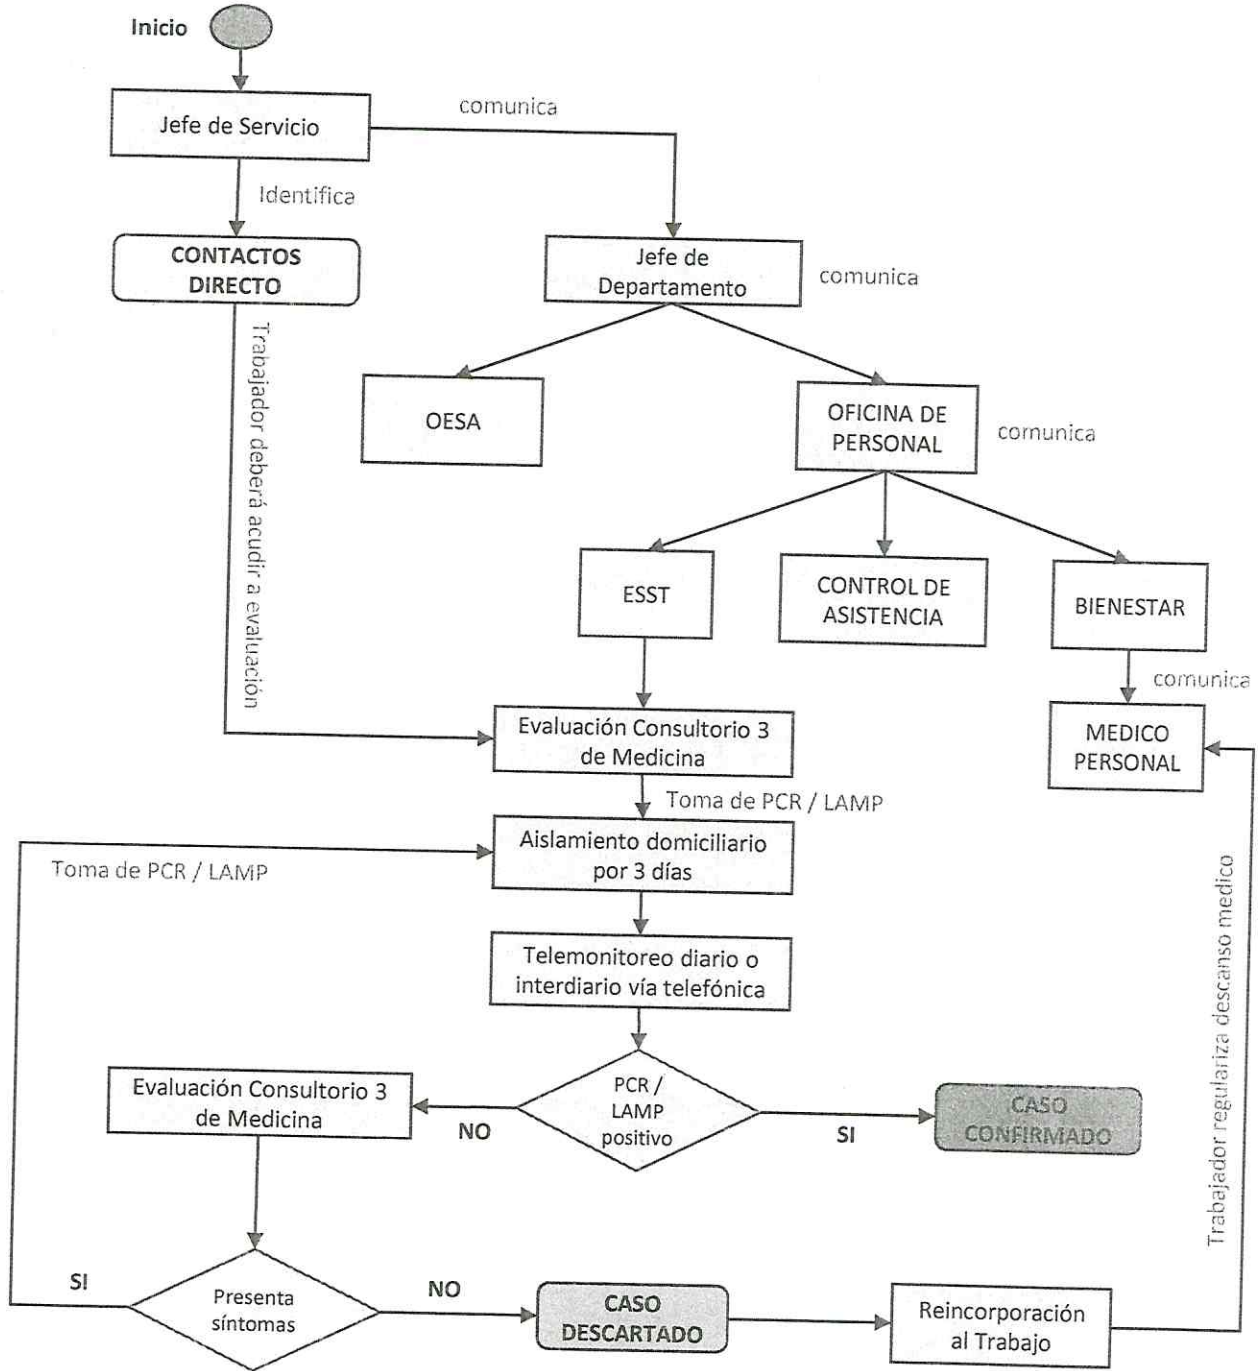 Inicio
Jefe de Servicio
comunica
Identifica
CONTACTOS
DIRECTO
Jefe de
Departamento
comunica
Trabajador deberá acudir a evaluación
OESA
OFICINA DE
PERSONAL
comunica
ESST
CONTROL DE
ASISTENCIA
BIENESTAR
comunica
Evaluación Consultorio 3
de Medicina
MEDICO
PERSONAL
Toma de PCR / LAMP
Aislamiento domiciliario
por 3 días
Toma de PCR / LAMP
Telemonitoreo diario o
interdiario vía telefónica
Trabajador regulariza descanso medico
Evaluación Consultorio 3
de Medicina
NO
PCR /
LAMP
positivo
SI
CASO
CONFIRMADO
SI
Presenta
síntomas
NO
CASO
DESCARTADO
Reincorporación
al Trabajo